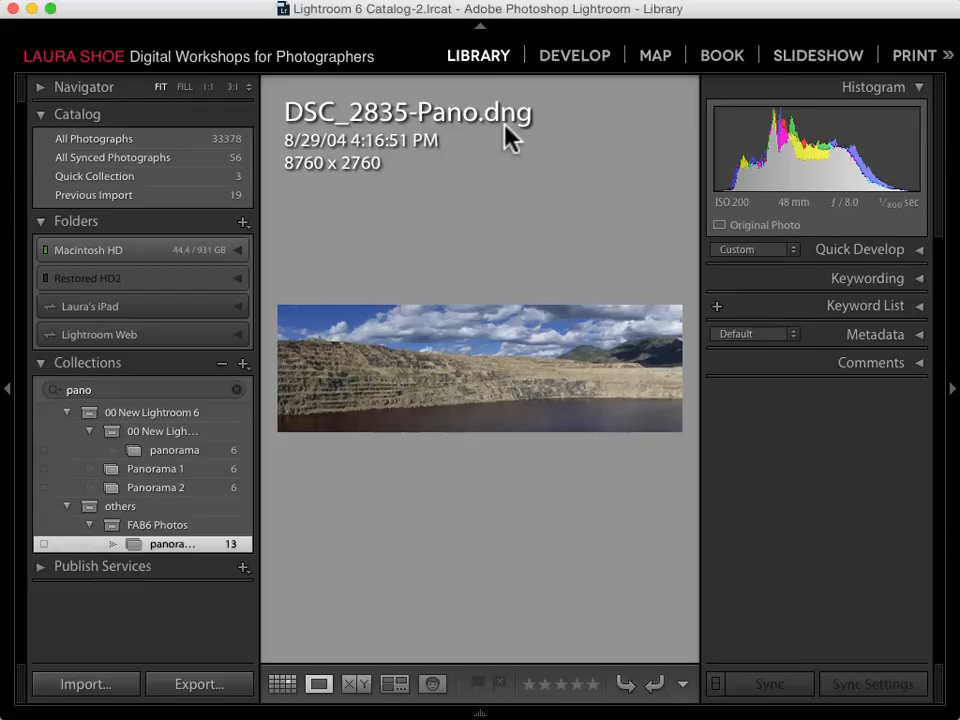 Lightroom 6 Catalog-2.lrcat - Adobe Photoshop Lightroom - Library
LAURA SHOE Digital Workshops for Photographers
LIBRARY | DEVELOP | MAP | BOOK | SLIDESHOW | PRINT »
Navigator FIT FILL 1:1 3:1
Catalog
All Photographs 33378
All Synced Photographs 56
Quick Collection 3
Previous Import 19
Folders +
Macintosh HD 44.4 / 931 GB
Restored HD2
Laura's iPad
Lightroom Web
Collections − +
pano
00 New Lightroom 6
00 New Ligh...
panorama 6
Panorama 1 6
Panorama 2 6
others
FAB6 Photos
panora... 13
Publish Services +
Import...
Export...
DSC_2835-Pano.dng
8/29/04 4:16:51 PM
8760 x 2760
XY
Histogram
ISO 200 48 mm ƒ / 8.0 1/800 sec
Original Photo
Custom Quick Develop
Keywording
+ Keyword List
Default Metadata
Comments
Sync
Sync Settings